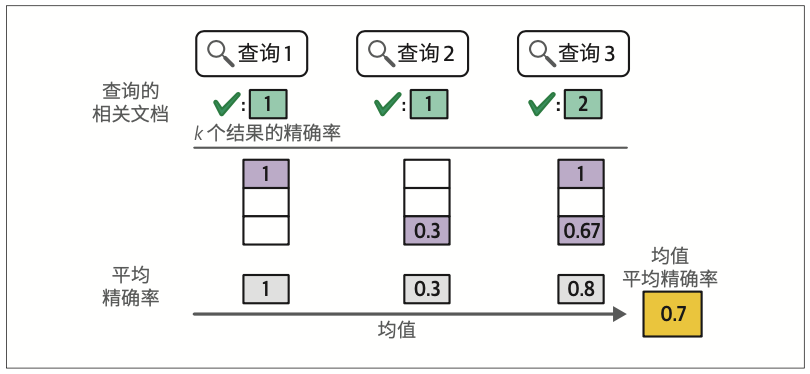 查询1 查询2 查询3
查询的
相关文档
: 1 : 1 : 2
k 个结果的精确率
1 1
0.3 0.67
平均
精确率
1 0.3 0.8
均值
平均精确率
0.7
均值